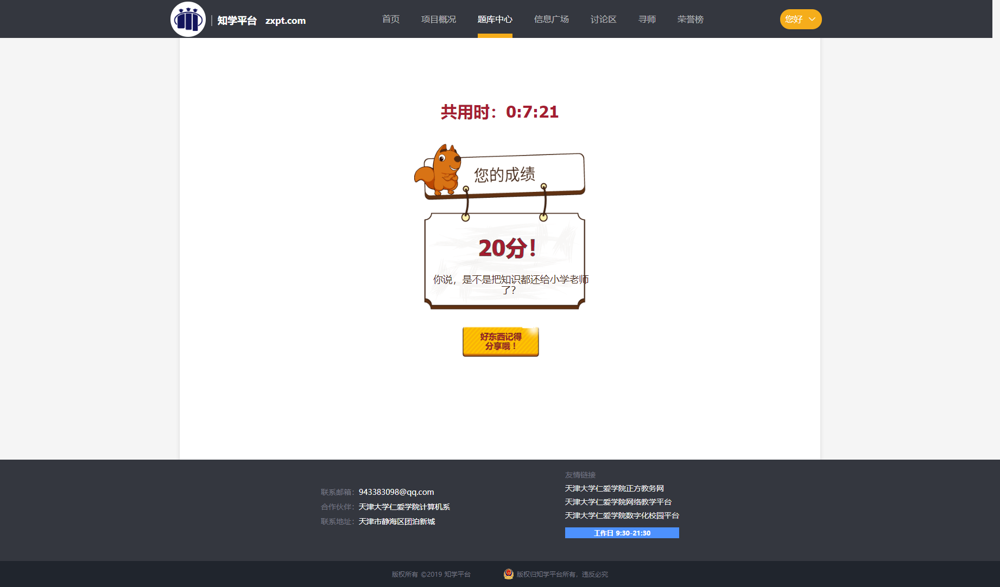 知学平台 zxpt.com
首页 项目概况 题库中心 信息广场 讨论区 寻师 荣誉榜
您好
共用时：0:7:21
您的成绩
20分！
你说，是不是把知识都还给小学老师
了？
好东西记得
分享哦！
联系邮箱：943383098@qq.com
合作伙伴：天津大学仁爱学院计算机系
联系地址：天津市静海区团泊新城
友情链接
天津大学仁爱学院正方教务网
天津大学仁爱学院网络教学平台
天津大学仁爱学院数字化校园平台
工作日 9:30-21:30
版权所有 ©2019 知学平台
版权归知学平台所有，违反必究